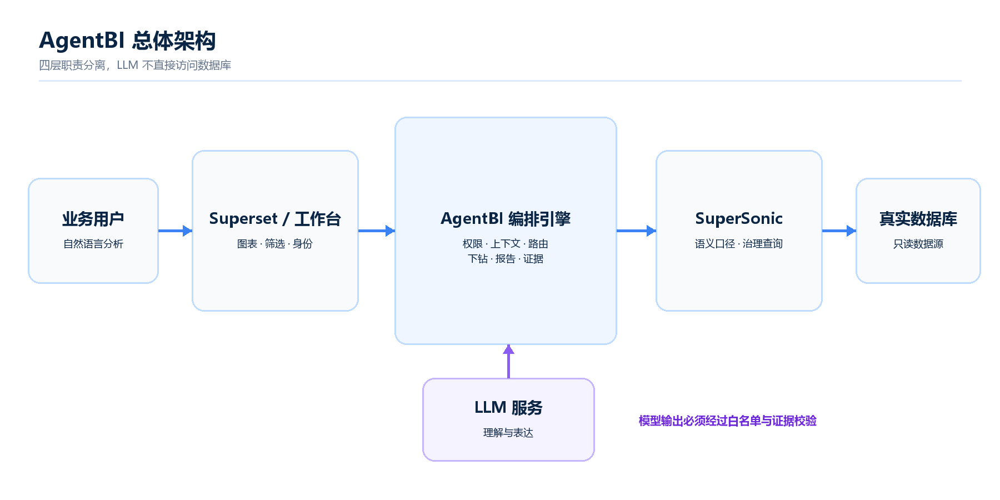 AgentBI 总体架构
四层职责分离，LLM 不直接访问数据库
业务用户
自然语言分析
Superset / 工作台
图表 · 筛选 · 身份
AgentBI 编排引擎
权限 · 上下文 · 路由
下钻 · 报告 · 证据
SuperSonic
语义口径 · 治理查询
真实数据库
只读数据源
LLM 服务
理解与表达
模型输出必须经过白名单与证据校验